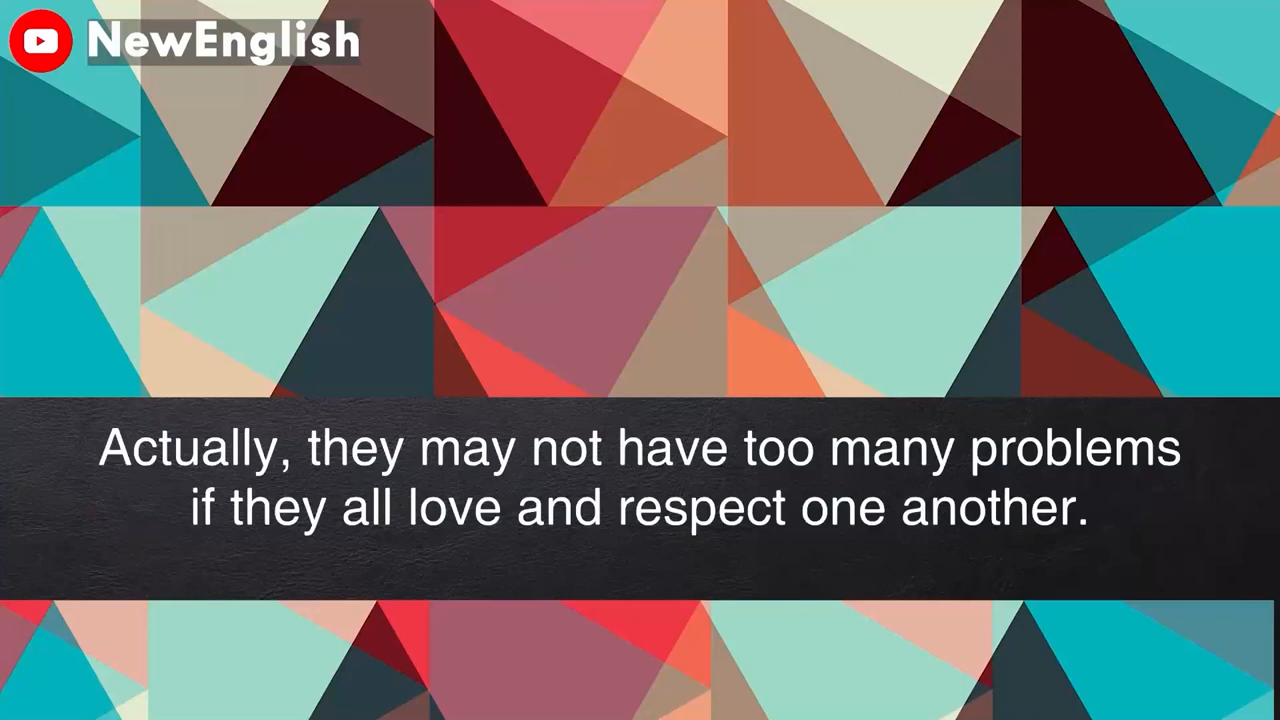 NewEnglish
Actually, they may not have too many problems
if they all love and respect one another.